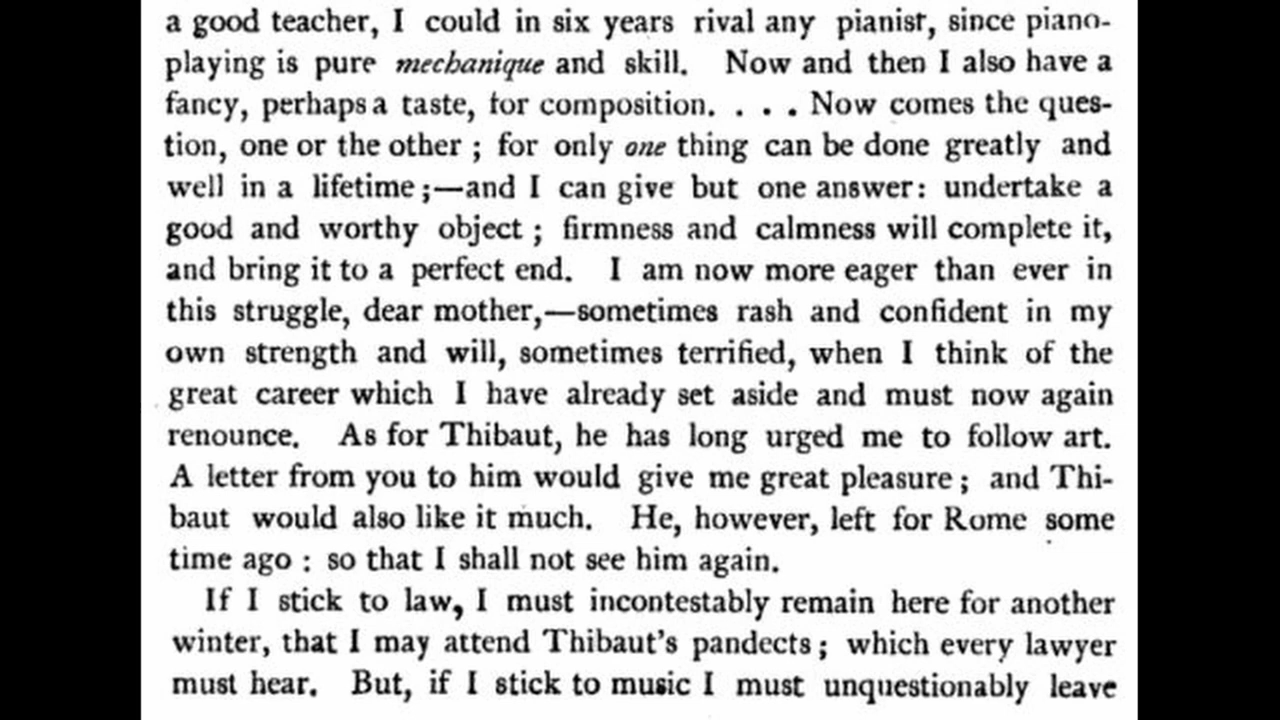 a good teacher, I could in six years rival any pianist, since piano-
playing is pure mechanique and skill. Now and then I also have a
fancy, perhaps a taste, for composition. . . . Now comes the ques-
tion, one or the other ; for only one thing can be done greatly and
well in a lifetime ;—and I can give but one answer: undertake a
good and worthy object ; firmness and calmness will complete it,
and bring it to a perfect end. I am now more eager than ever in
this struggle, dear mother,—sometimes rash and confident in my
own strength and will, sometimes terrified, when I think of the
great career which I have already set aside and must now again
renounce. As for Thibaut, he has long urged me to follow art.
A letter from you to him would give me great pleasure ; and Thi-
baut would also like it much. He, however, left for Rome some
time ago : so that I shall not see him again.
If I stick to law, I must incontestably remain here for another
winter, that I may attend Thibaut's pandects ; which every lawyer
must hear. But, if I stick to music I must unquestionably leave